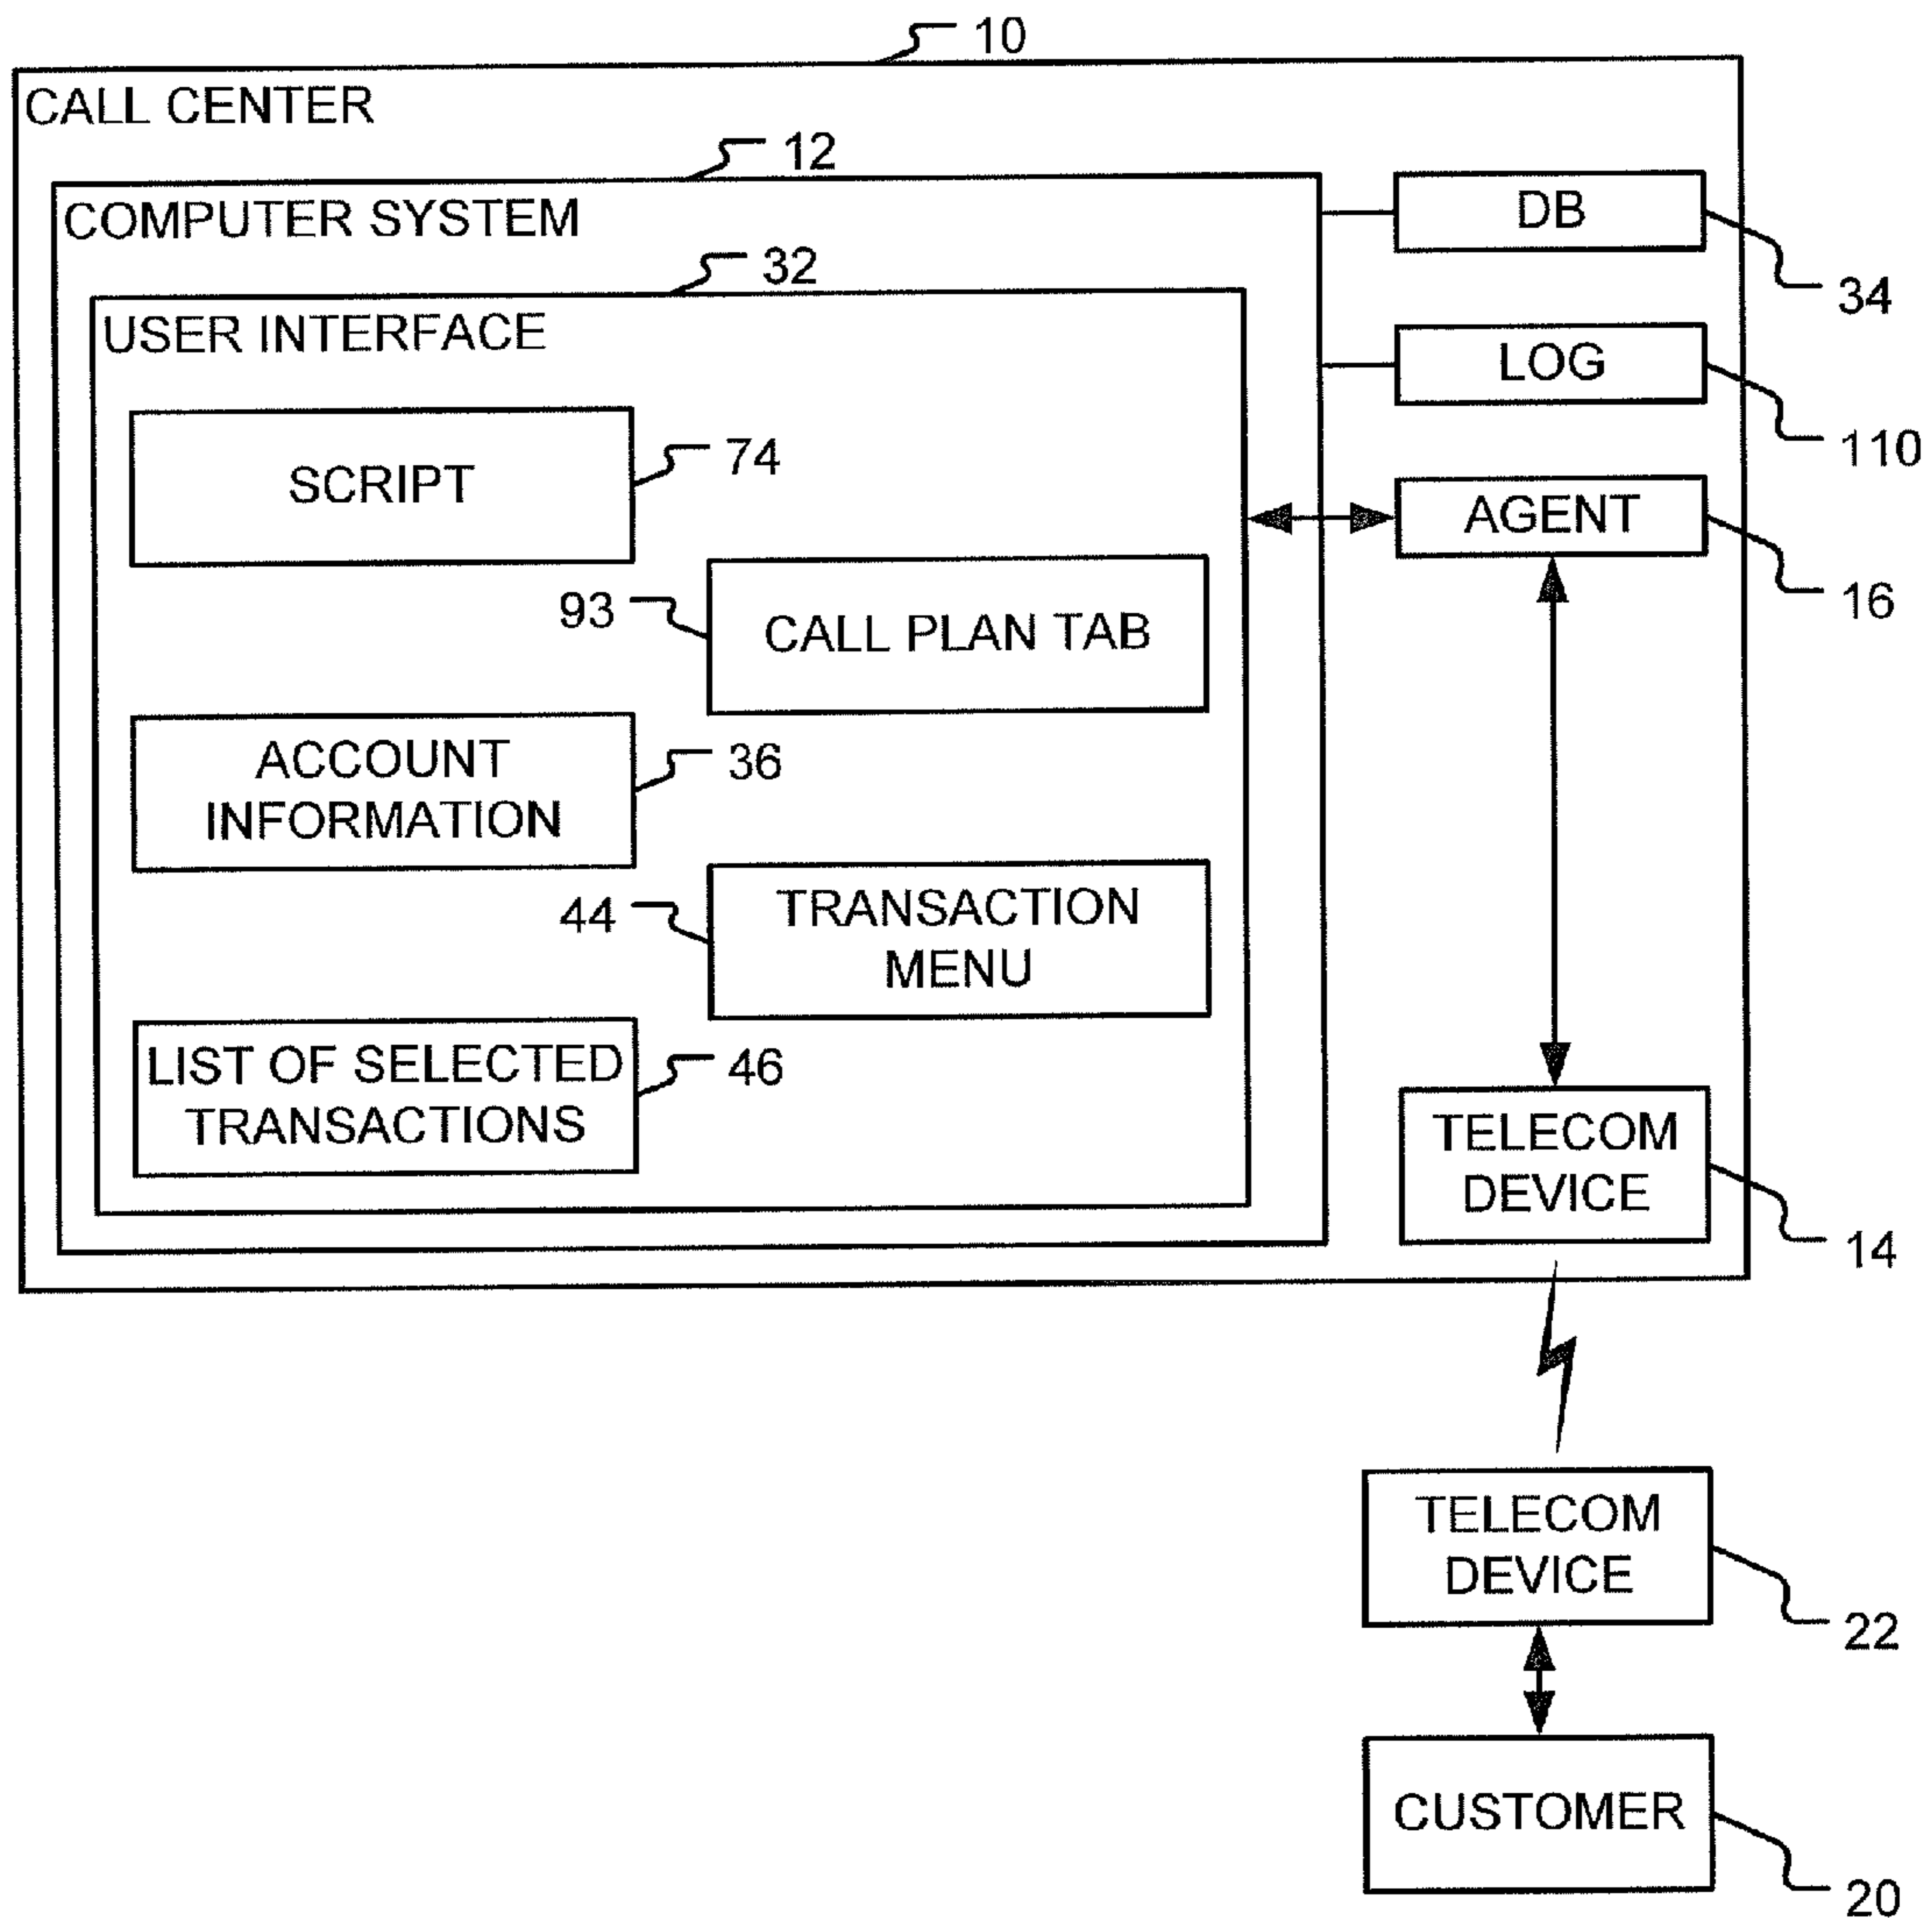 10
CALL CENTER
12
COMPUTER SYSTEM
DB
34
32
USER INTERFACE
LOG
110
SCRIPT
74
AGENT
16
93
CALL PLAN TAB
ACCOUNT
INFORMATION
36
44
TRANSACTION
MENU
LIST OF SELECTED
TRANSACTIONS
46
TELECOM
DEVICE
14
TELECOM
DEVICE
22
CUSTOMER
20